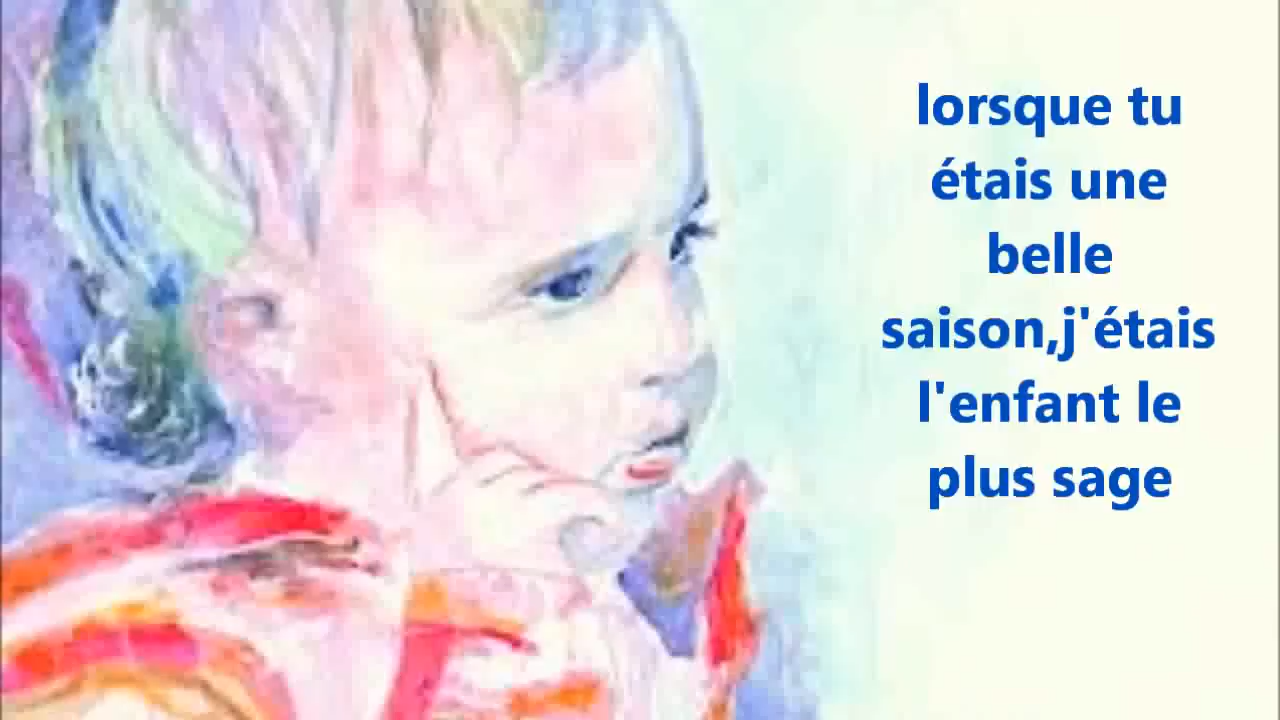 lorsque tu
étais une
belle
saison,j'étais
l'enfant le
plus sage